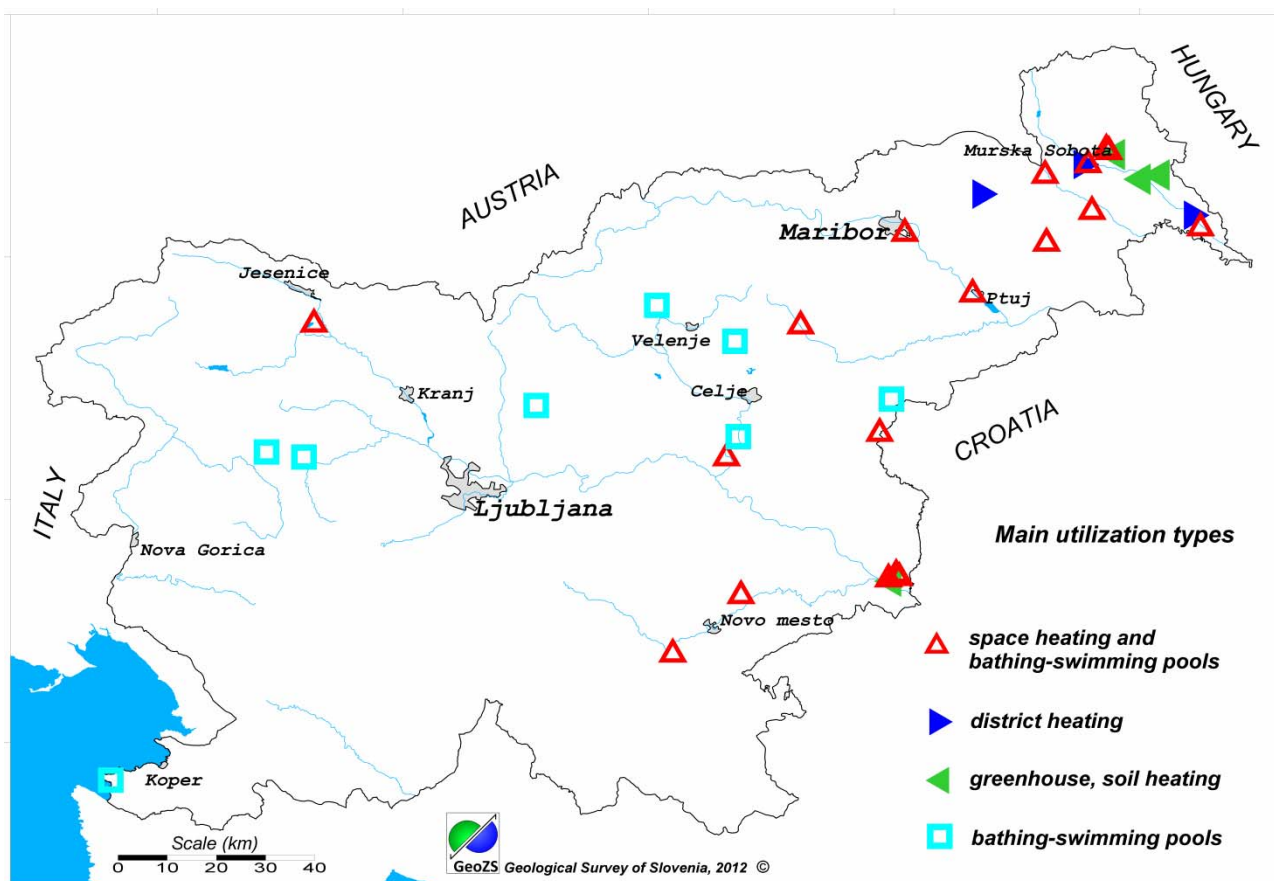 HUNGARY
Murska Sobota
AUSTRIA
Maribor
Jesenice
Ptuj
Velenje
Kranj
Celje
CROATIA
ITALY
Ljubljana
Nova Gorica
Main utilization types
Novo mesto
space heating and
bathing-swimming pools
district heating
greenhouse, soil heating
Koper
bathing-swimming pools
Scale (km)
0 10 20 30 40
GeoZS Geological Survey of Slovenia, 2012 ©